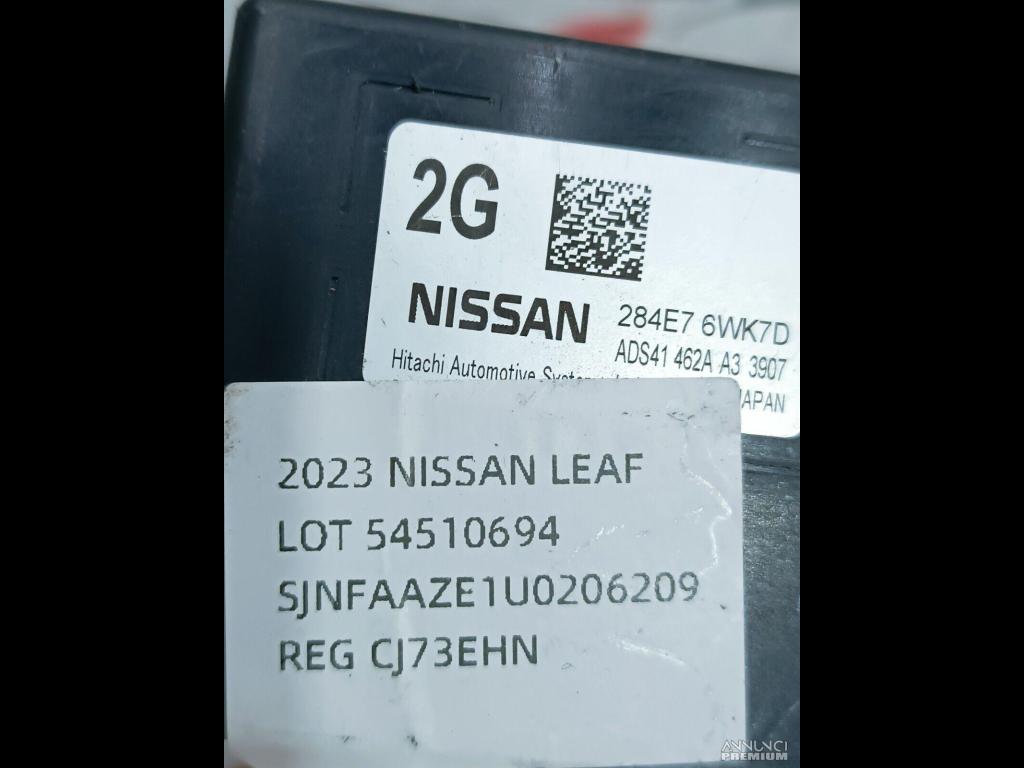 2G
NISSAN 284E7 6WK7D
ADS41 462A A3 3907
Hitachi Automotive
JAPAN
2023 NISSAN LEAF
LOT 54510694
SJNFAAZE1U0206209
REG CJ73EHN
ANNUNCI
PREMIUM